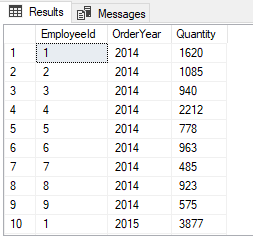 Results Messages
EmployeeId OrderYear Quantity
1 1 2014 1620
2 2 2014 1085
3 3 2014 940
4 4 2014 2212
5 5 2014 778
6 6 2014 963
7 7 2014 485
8 8 2014 923
9 9 2014 575
10 1 2015 3877